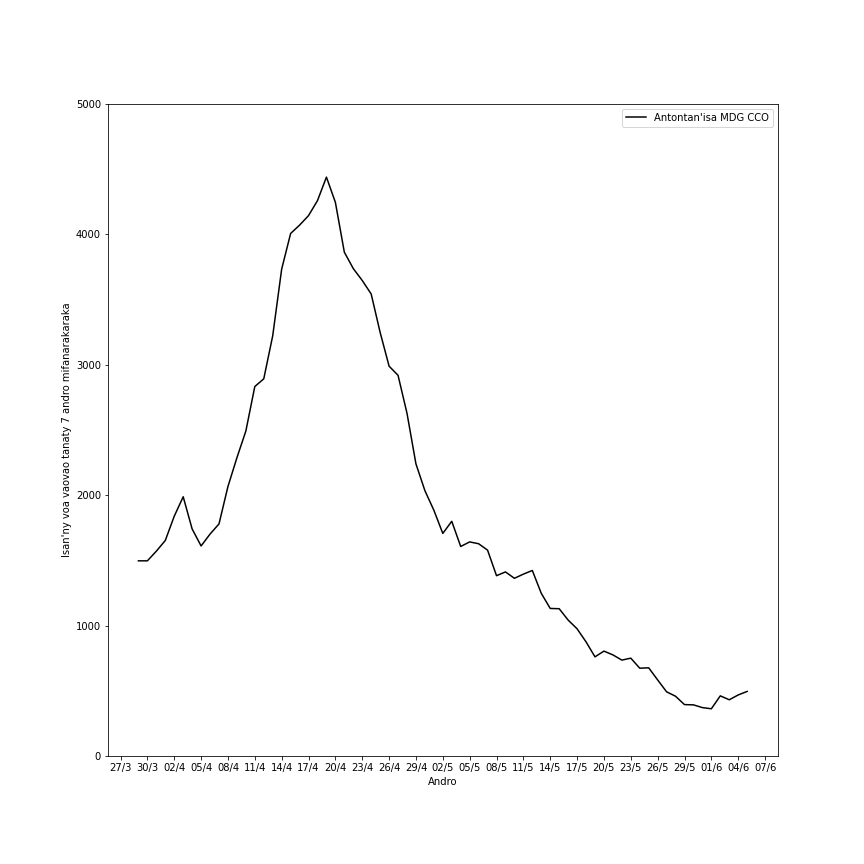 Antontan'isa MDG CCO
5000
4000
3000
2000
1000
0
Isan'ny voa vaovao tanaty 7 andro mifanarakaraka
27/3 30/3 02/4 05/4 08/4 11/4 14/4 17/4 20/4 23/4 26/4 29/4 02/5 05/5 08/5 11/5 14/5 17/5 20/5 23/5 26/5 29/5 01/6 04/6 07/6
Andro